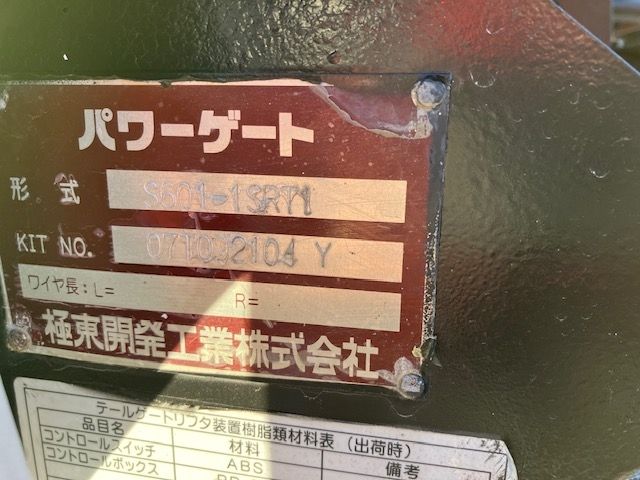 パワーゲート
形式 S601-1SRT1
KIT NO. 071092104 Y
ワイヤ長:L= R=
極東開発工業株式会社
テールゲートリフタ装置樹脂類材料表(出荷時)
品目名 材料 備考
コントロールスイッチ ABS
コントロールボックス